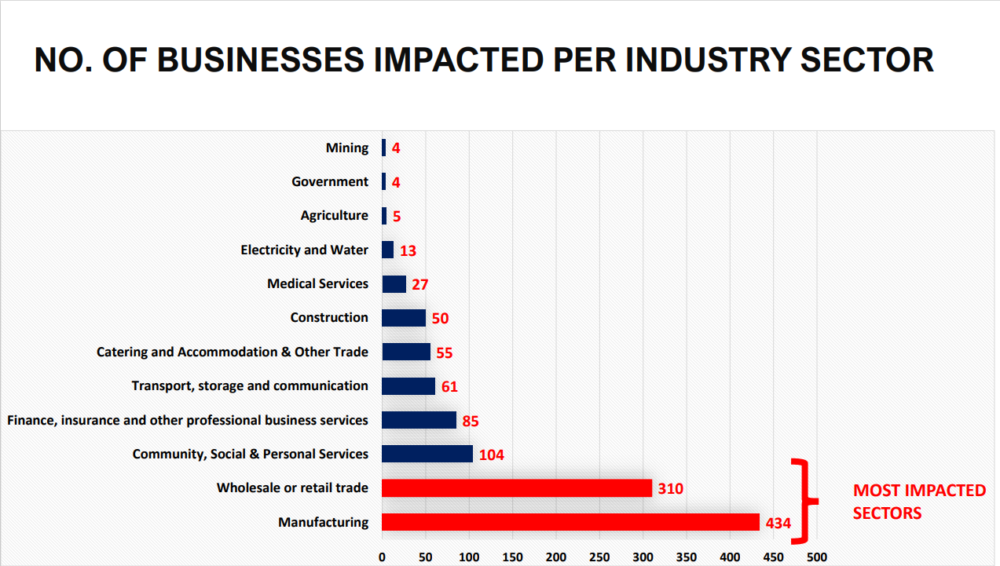 NO. OF BUSINESSES IMPACTED PER INDUSTRY SECTOR
Mining 4
Government 4
Agriculture 5
Electricity and Water 13
Medical Services 27
Construction 50
Catering and Accommodation & Other Trade 55
Transport, storage and communication 61
Finance, insurance and other professional business services 85
Community, Social & Personal Services 104
Wholesale or retail trade 310
Manufacturing 434
MOST IMPACTED
SECTORS
0 50 100 150 200 250 300 350 400 450 500